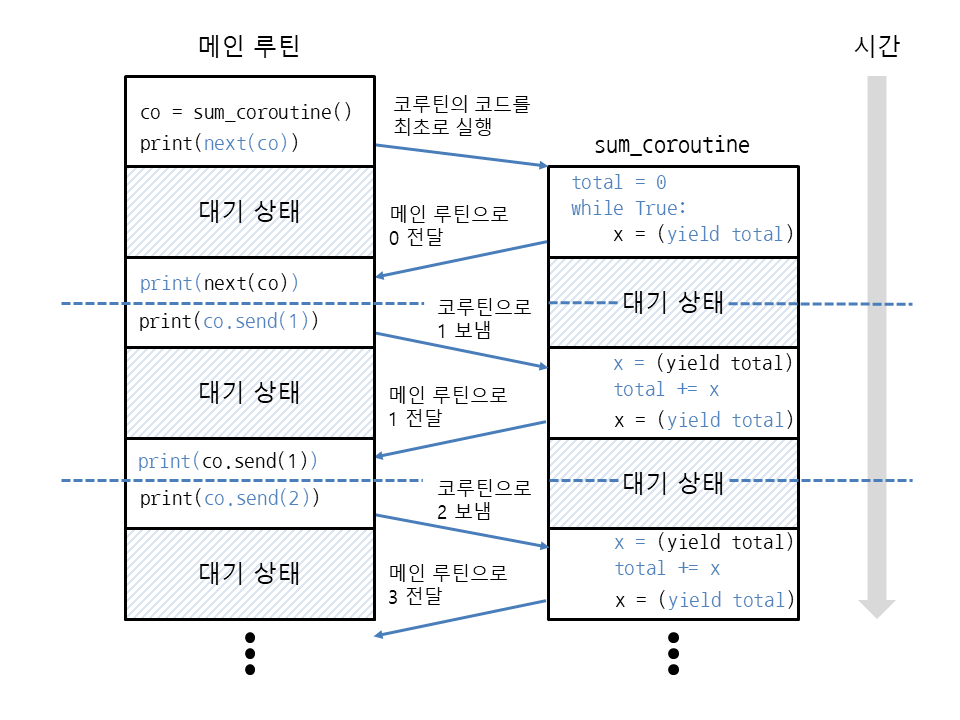 메인 루틴
시간
co = sum_coroutine()
print(next(co))
코루틴의 코드를
최초로 실행
sum_coroutine
total = 0
while True:
x = (yield total)
대기 상태
메인 루틴으로
0 전달
print(next(co))
print(co.send(1))
코루틴으로
1 보냄
대기 상태
x = (yield total)
total += x
x = (yield total)
대기 상태
메인 루틴으로
1 전달
print(co.send(1))
print(co.send(2))
코루틴으로
2 보냄
대기 상태
x = (yield total)
total += x
x = (yield total)
대기 상태
메인 루틴으로
3 전달